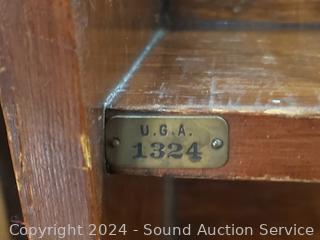 U.G.A.
1324
Copyright 2024 - Sound Auction Service